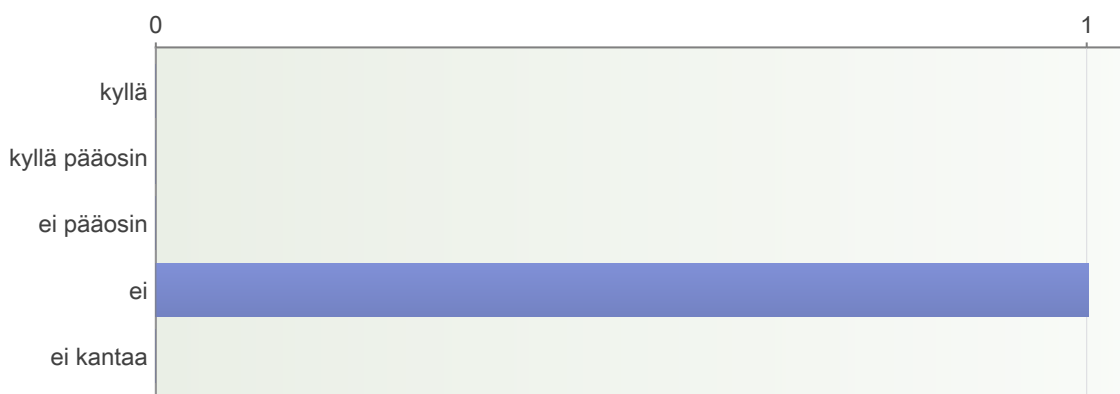 0 1
kyllä
kyllä pääosin
ei pääosin
ei
ei kantaa